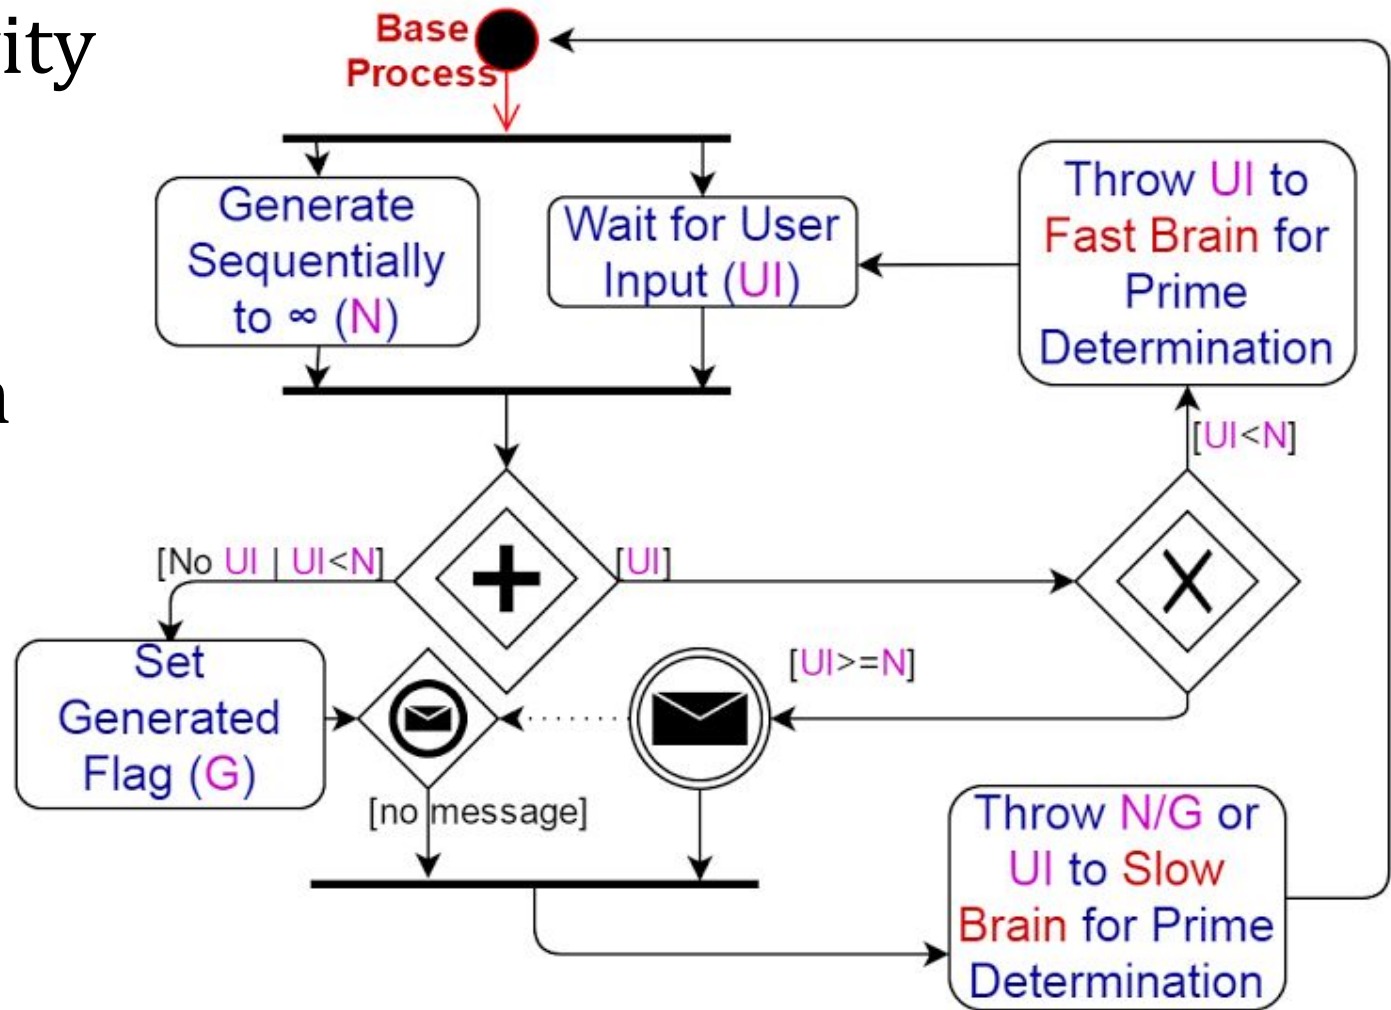 ity
n
Base
Process
Generate
Sequentially
to ∞ (N)
Wait for User
Input (UI)
Throw UI to
Fast Brain for
Prime
Determination
[UI<N]
[No UI | UI<N]
[UI]
Set
Generated
Flag (G)
[UI>=N]
[no message]
Throw N/G or
UI to Slow
Brain for Prime
Determination